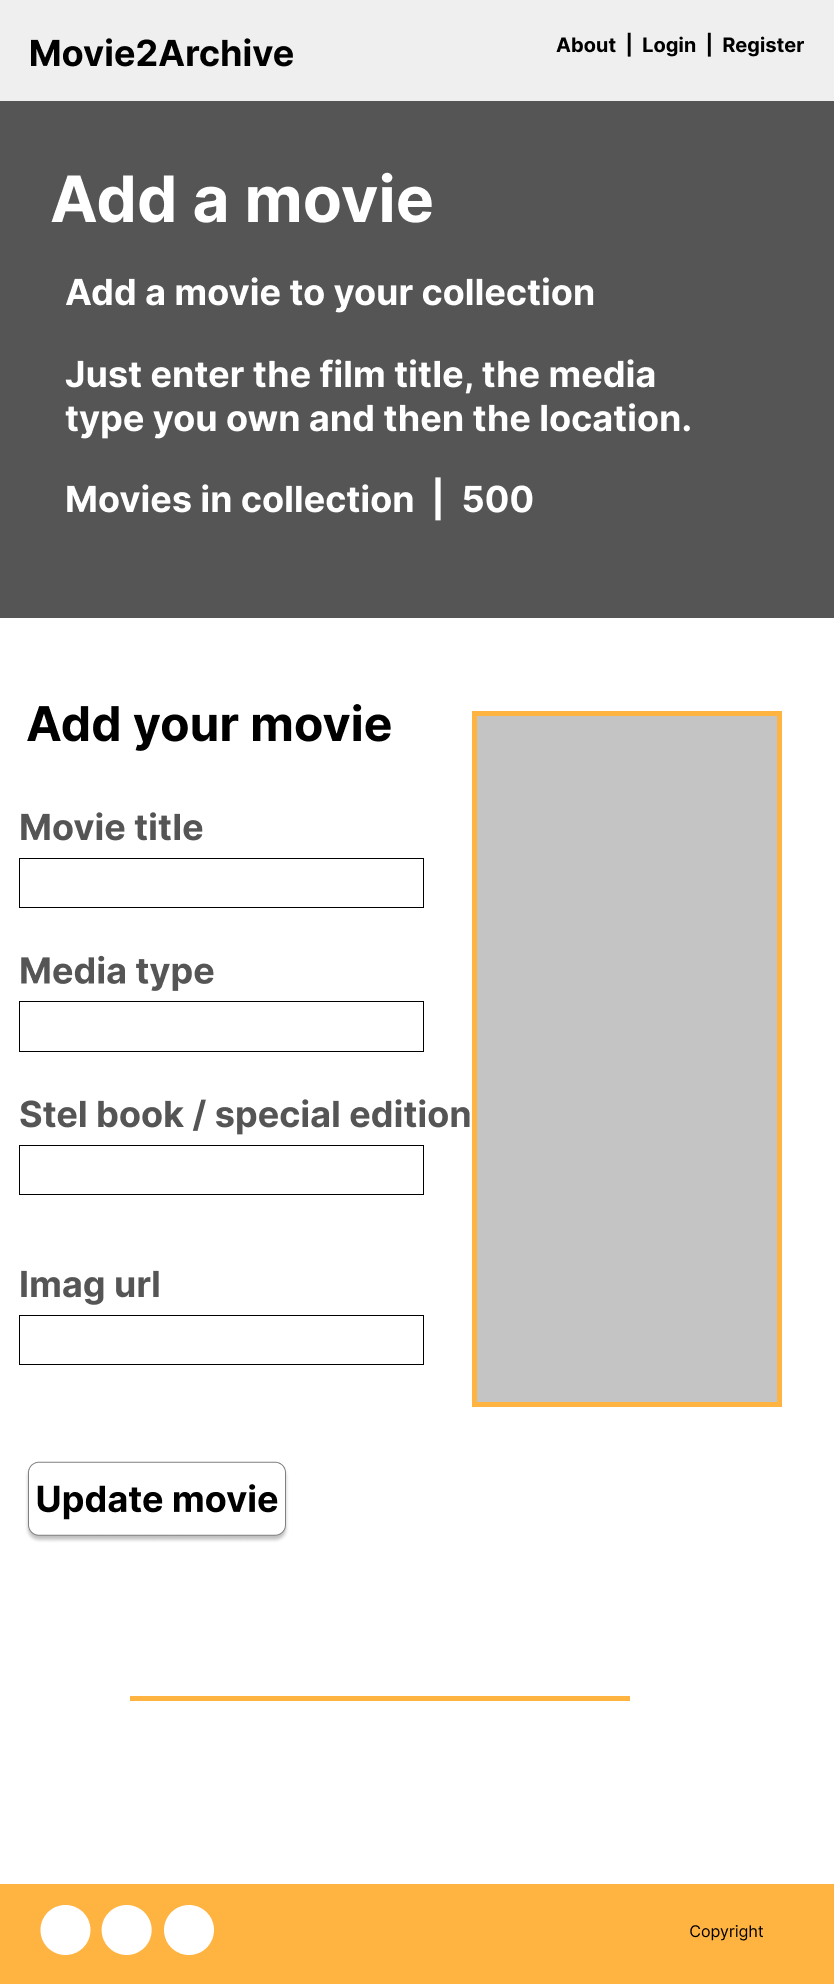 Movie2Archive
About | Login | Register
Add a movie
Add a movie to your collection
Just enter the film title, the media
type you own and then the location.
Movies in collection | 500
Add your movie
Movie title
Media type
Stel book / special edition
Imag url
Update movie
Copyright